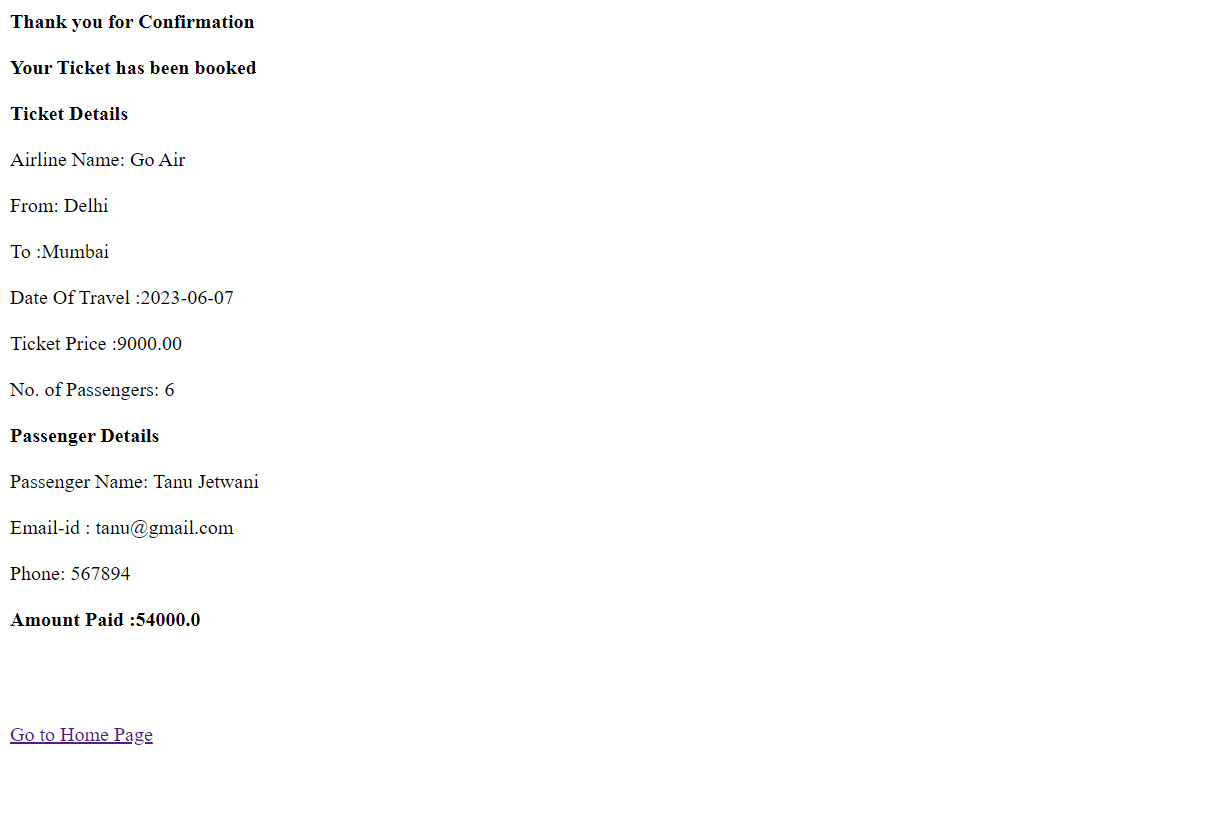 Thank you for Confirmation
Your Ticket has been booked
Ticket Details
Airline Name: Go Air
From: Delhi
To :Mumbai
Date Of Travel :2023-06-07
Ticket Price :9000.00
No. of Passengers: 6
Passenger Details
Passenger Name: Tanu Jetwani
Email-id : tanu@gmail.com
Phone: 567894
Amount Paid :54000.0
Go to Home Page